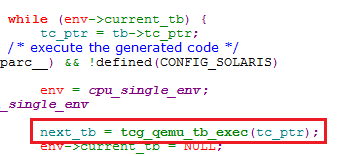 while (env->current_tb) {
tc_ptr = tb->tc_ptr;
/* execute the generated code */
parc__) && !defined(CONFIG_SOLARIS)
env = cpu_single_env;
_single_env
next_tb = tcg_qemu_tb_exec(tc_ptr);
env->current_tb = NULL;